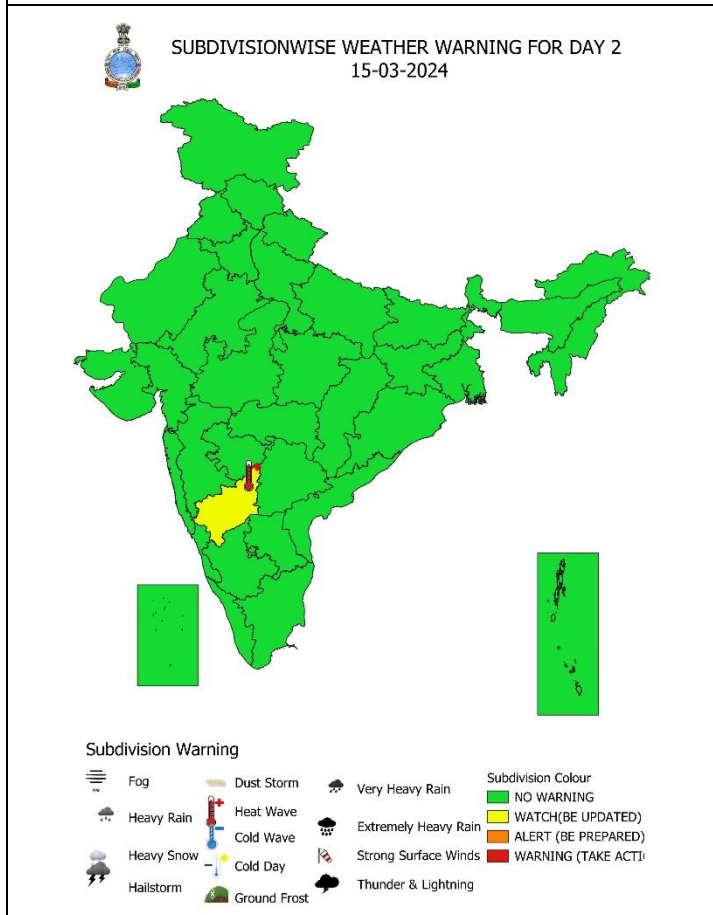 SUBDIVISIONWISE WEATHER WARNING FOR DAY 2
15-03-2024
Subdivision Warning
Fog
Heavy Rain
Heavy Snow
Hailstorm
Dust Storm
Heat Wave
Cold Wave
Cold Day
Ground Frost
Very Heavy Rain
Extremely Heavy Rain
Strong Surface Winds
Thunder & Lightning
Subdivision Colour
NO WARNING
WATCH(BE UPDATED)
ALERT (BE PREPARED)
WARNING (TAKE ACTI